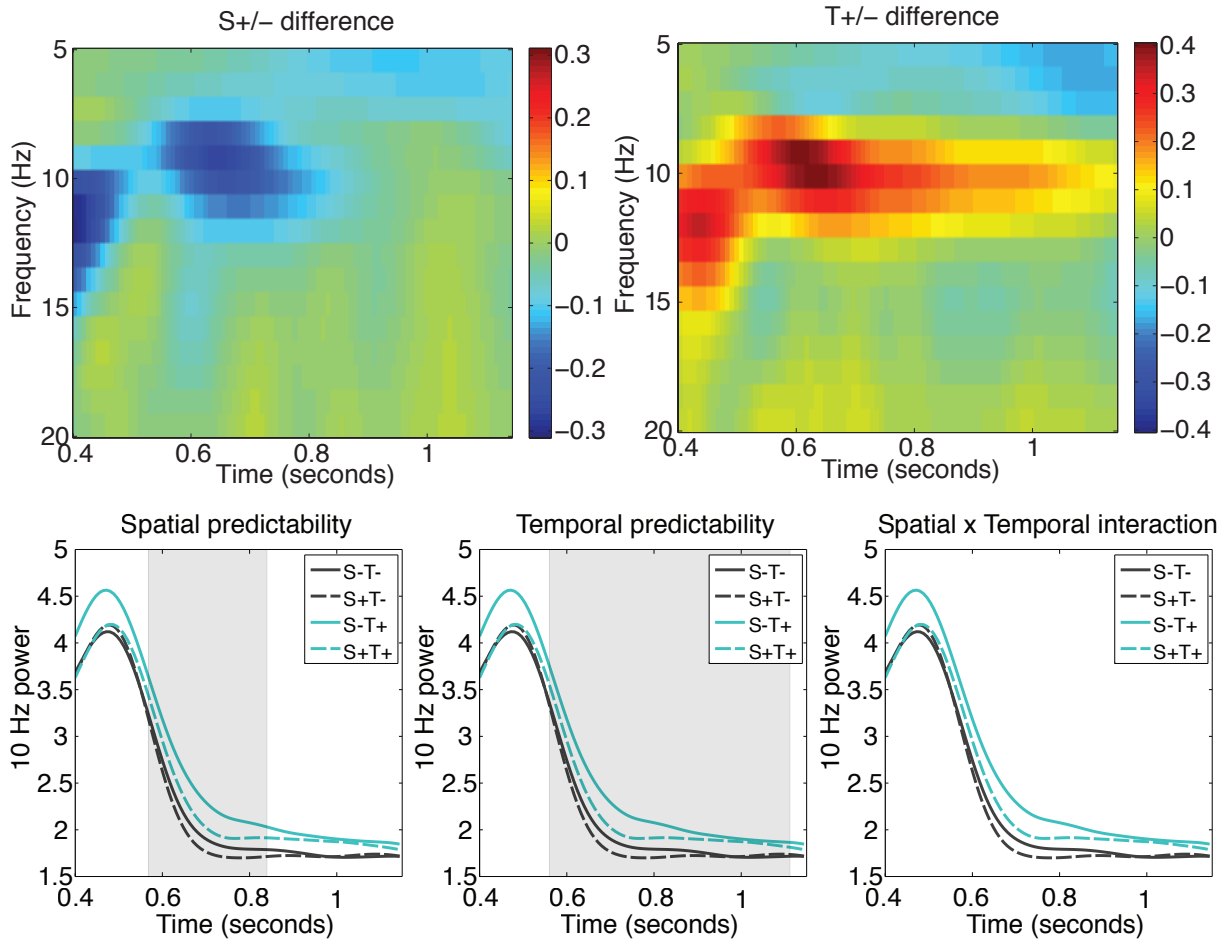 S+/- difference
T+/- difference
5
10
15
20
Frequency (Hz)
0.4
0.6
0.8
1
Time (seconds)
0.3
0.2
0.1
0
−0.1
−0.2
−0.3
5
10
15
20
Frequency (Hz)
0.4
0.6
0.8
1
Time (seconds)
0.4
0.3
0.2
0.1
0
−0.1
−0.2
−0.3
−0.4
Spatial predictability
5
4.5
4
3.5
3
2.5
2
1.5
10 Hz power
S-T-
S+T-
S-T+
S+T+
0.4
0.6
0.8
1
Time (seconds)
Temporal predictability
5
4.5
4
3.5
3
2.5
2
1.5
10 Hz power
S-T-
S+T-
S-T+
S+T+
0.4
0.6
0.8
1
Time (seconds)
Spatial x Temporal interaction
5
4.5
4
3.5
3
2.5
2
1.5
10 Hz power
S-T-
S+T-
S-T+
S+T+
0.4
0.6
0.8
1
Time (seconds)